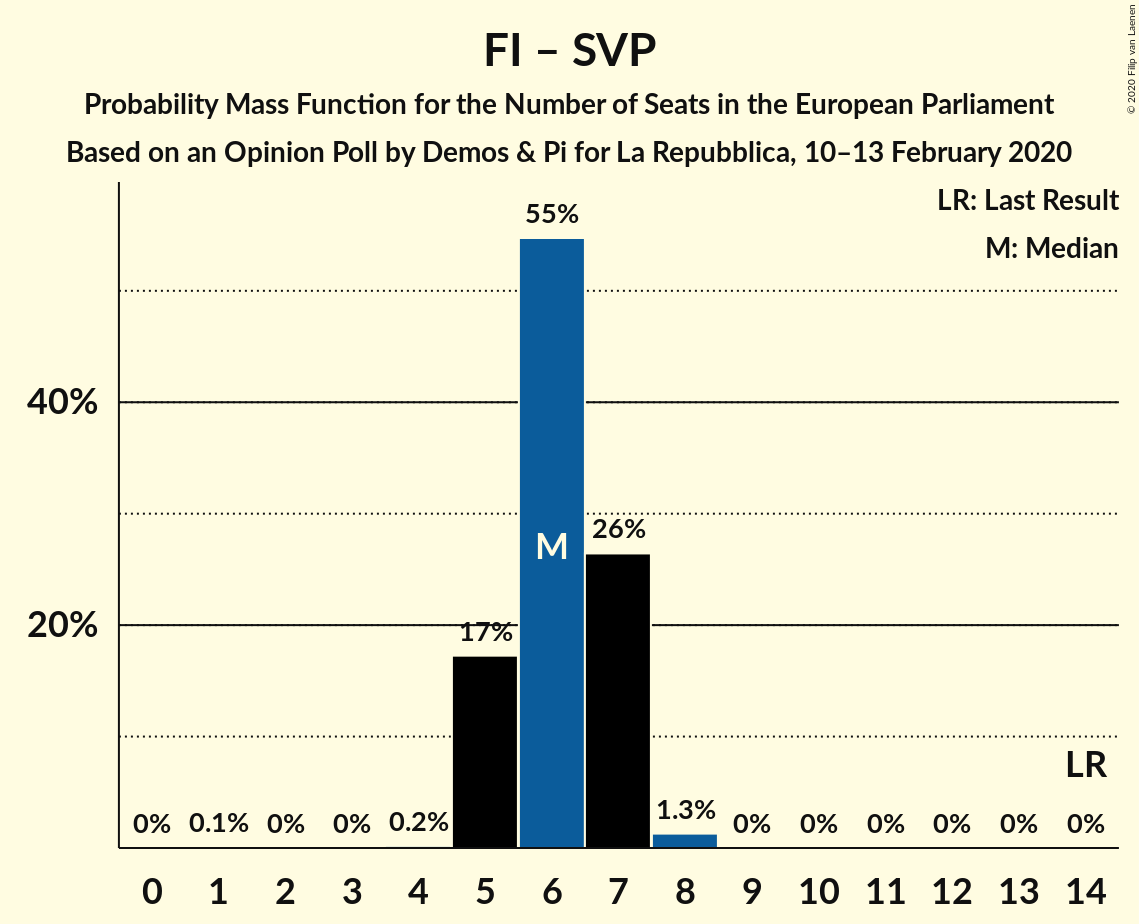 FI – SVP
Probability Mass Function for the Number of Seats in the European Parliament
Based on an Opinion Poll by Demos & Pi for La Repubblica, 10–13 February 2020
© 2020 Filip van Laenen
LR: Last Result
M: Median
55%
40%
26%
M
20%
17%
LR
0% 0.1% 0% 0% 0.2% 1.3% 0% 0% 0% 0% 0% 0%
0 1 2 3 4 5 6 7 8 9 10 11 12 13 14